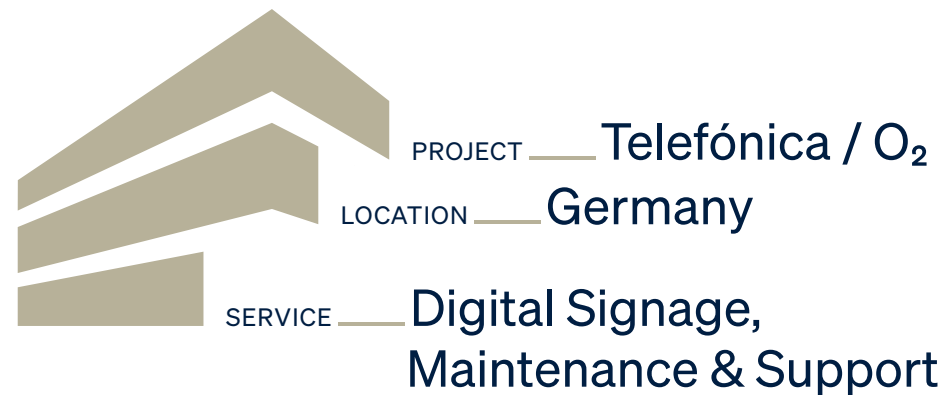 PROJECT Telefónica / O₂
LOCATION Germany
SERVICE Digital Signage,
Maintenance & Support